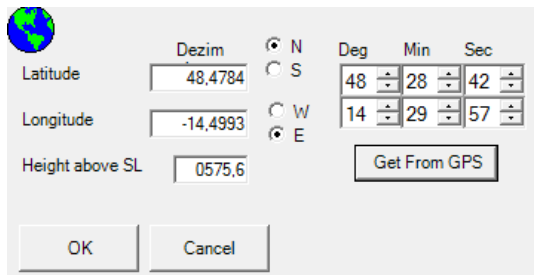 Dezim N Deg Min Sec
Latitude 48,4784 S 48 28 42
Longitude -14,4993 W 14 29 57
E
Height above SL 0575,6 Get From GPS
OK Cancel